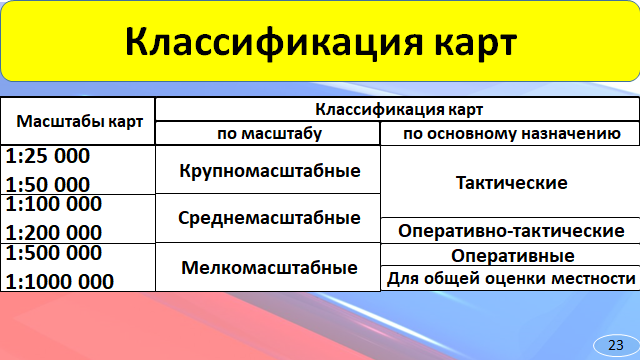 Классификация карт
Масштабы карт
Классификация карт
по масштабу
по основному назначению
1:25 000
1:50 000
Крупномасштабные
Тактические
1:100 000
1:200 000
Среднемасштабные
Оперативно-тактические
1:500 000
1:1000 000
Мелкомасштабные
Оперативные
Для общей оценки местности
23